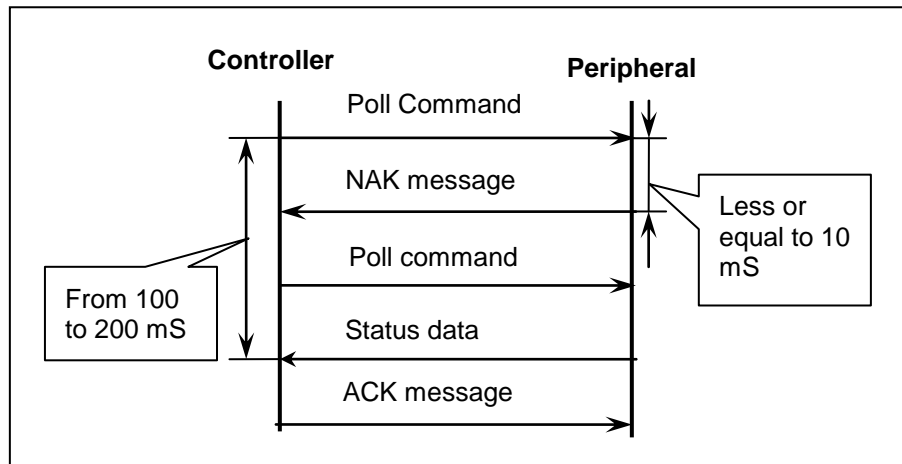 Controller
Peripheral
Poll Command
NAK message
Less or
equal to 10
mS
Poll command
From 100
to 200 mS
Status data
ACK message